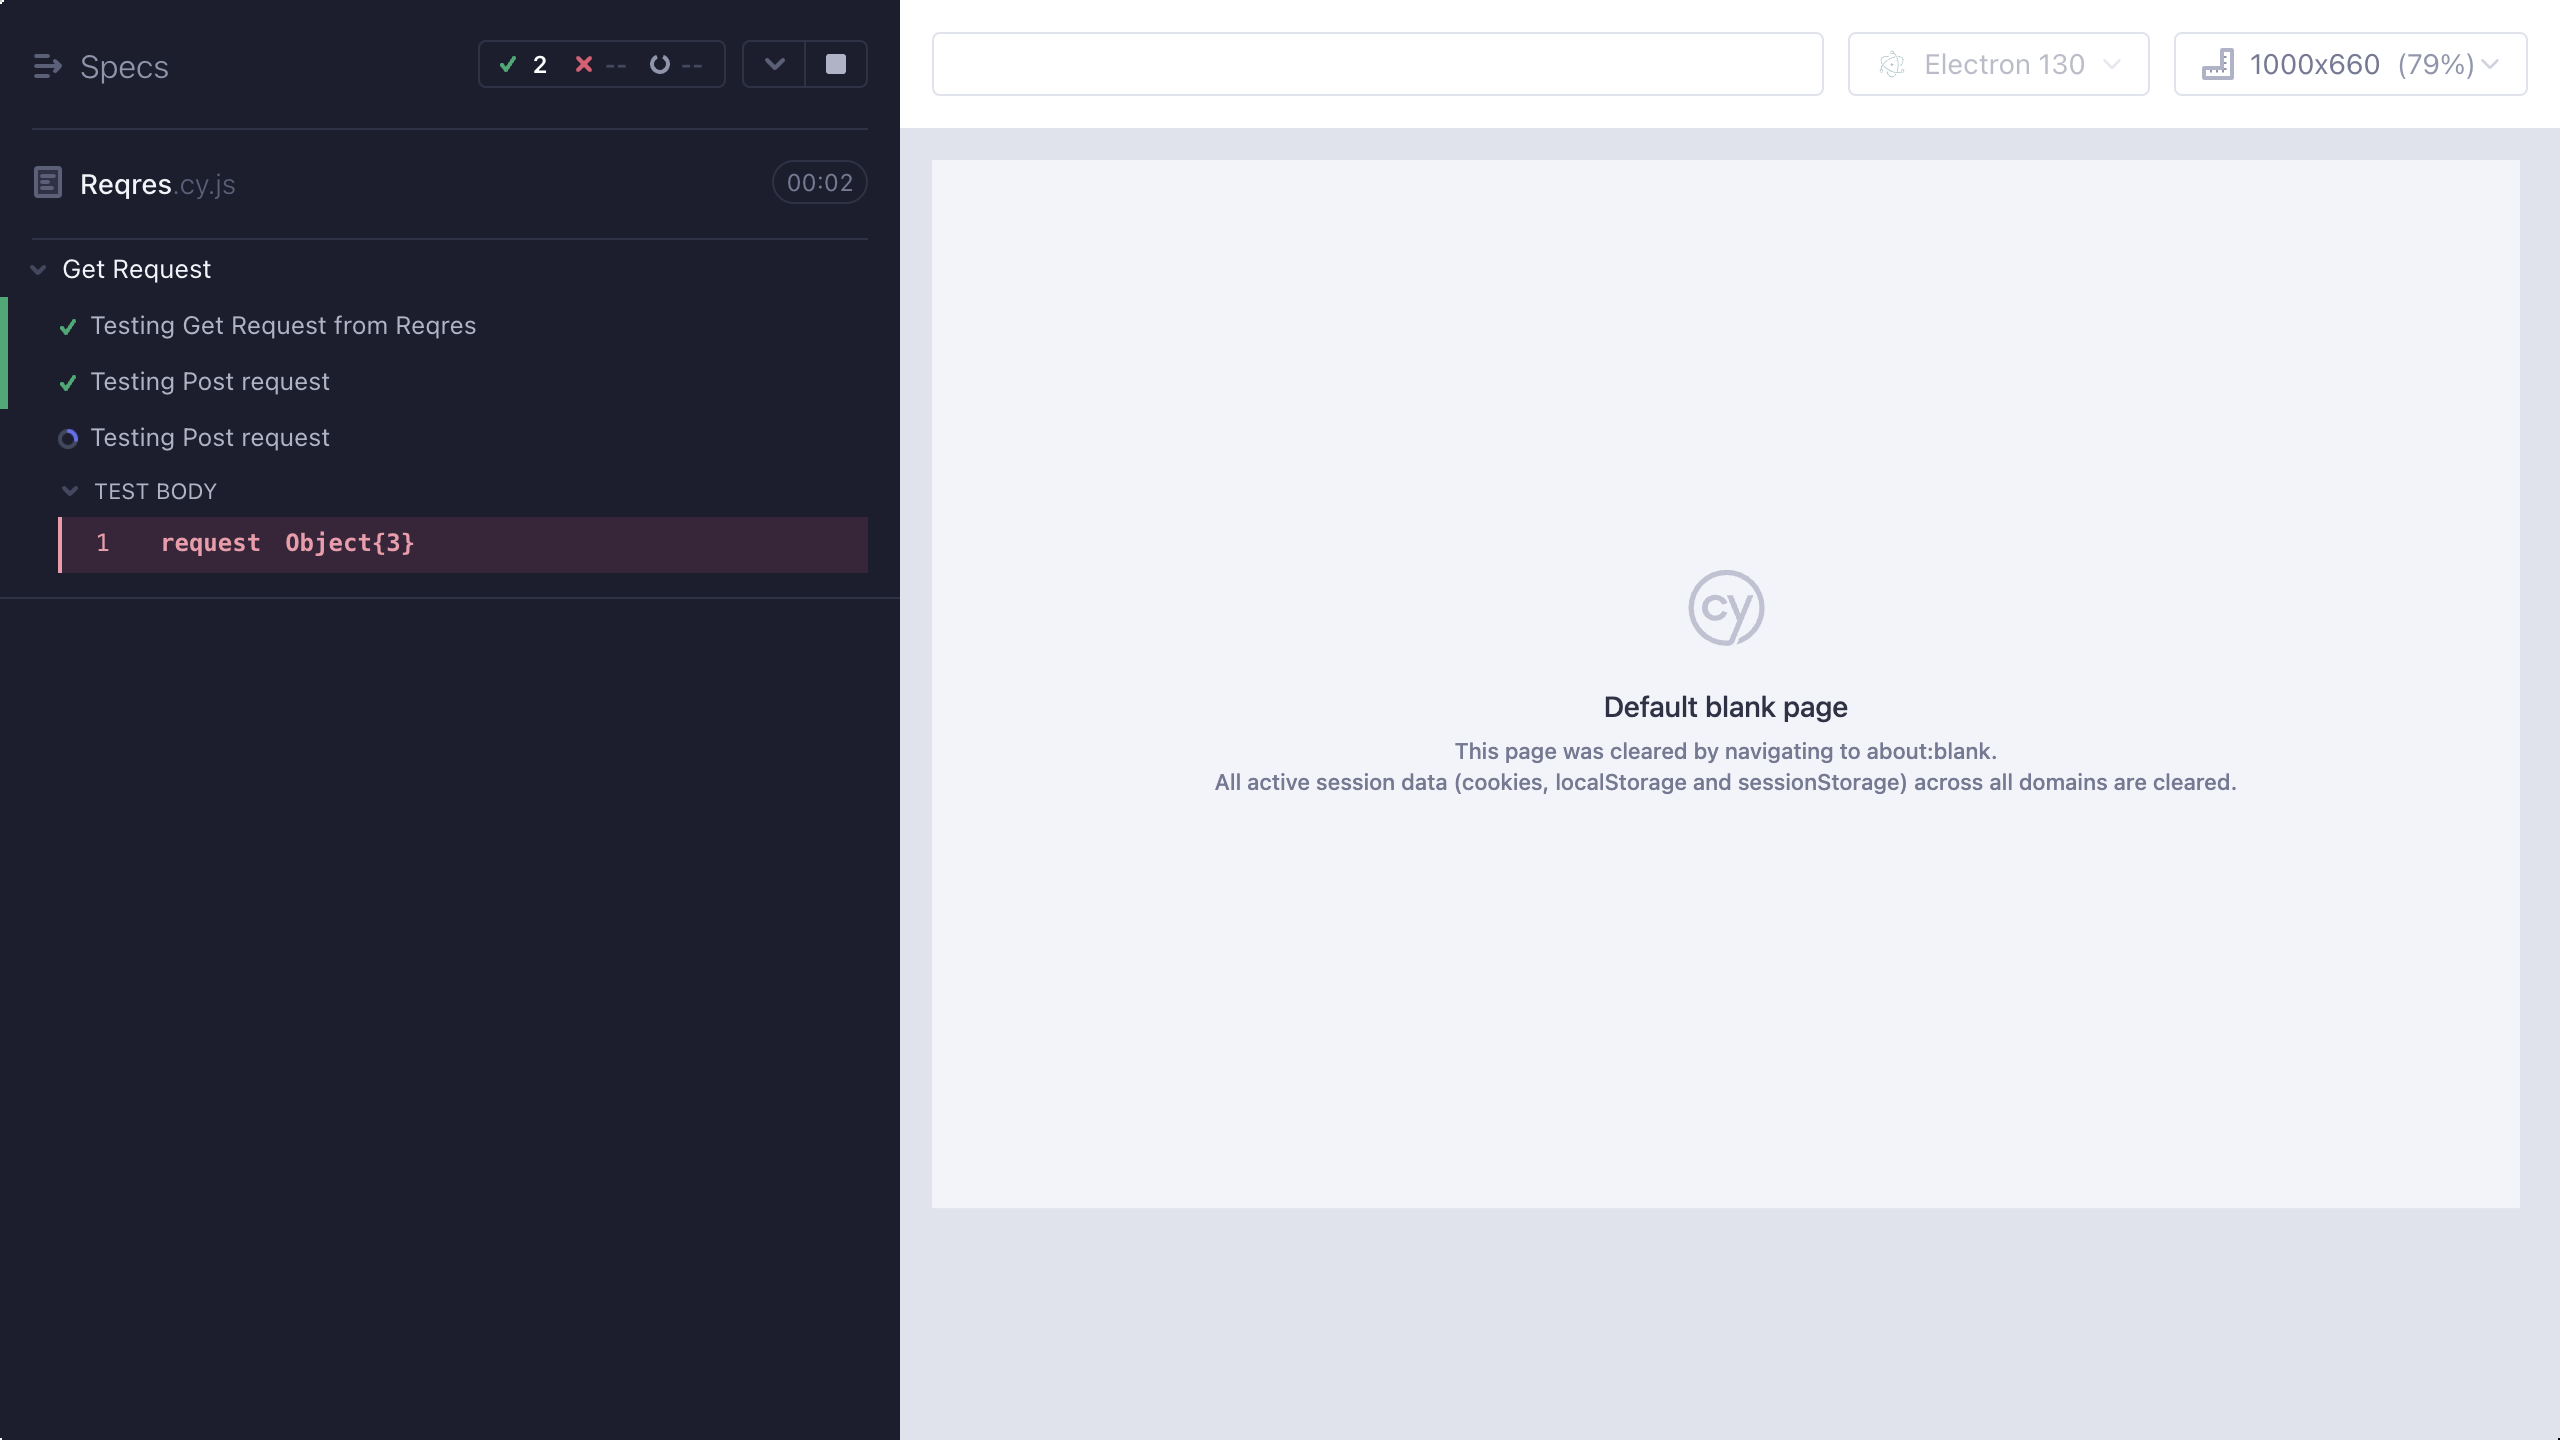 Specs
2 -- --
Reqres.cy.js
00:02
Get Request
Testing Get Request from Reqres
Testing Post request
Testing Post request
TEST BODY
1 request Object{3}
Electron 130
1000x660 (79%)
cy
Default blank page
This page was cleared by navigating to about:blank.
All active session data (cookies, localStorage and sessionStorage) across all domains are cleared.